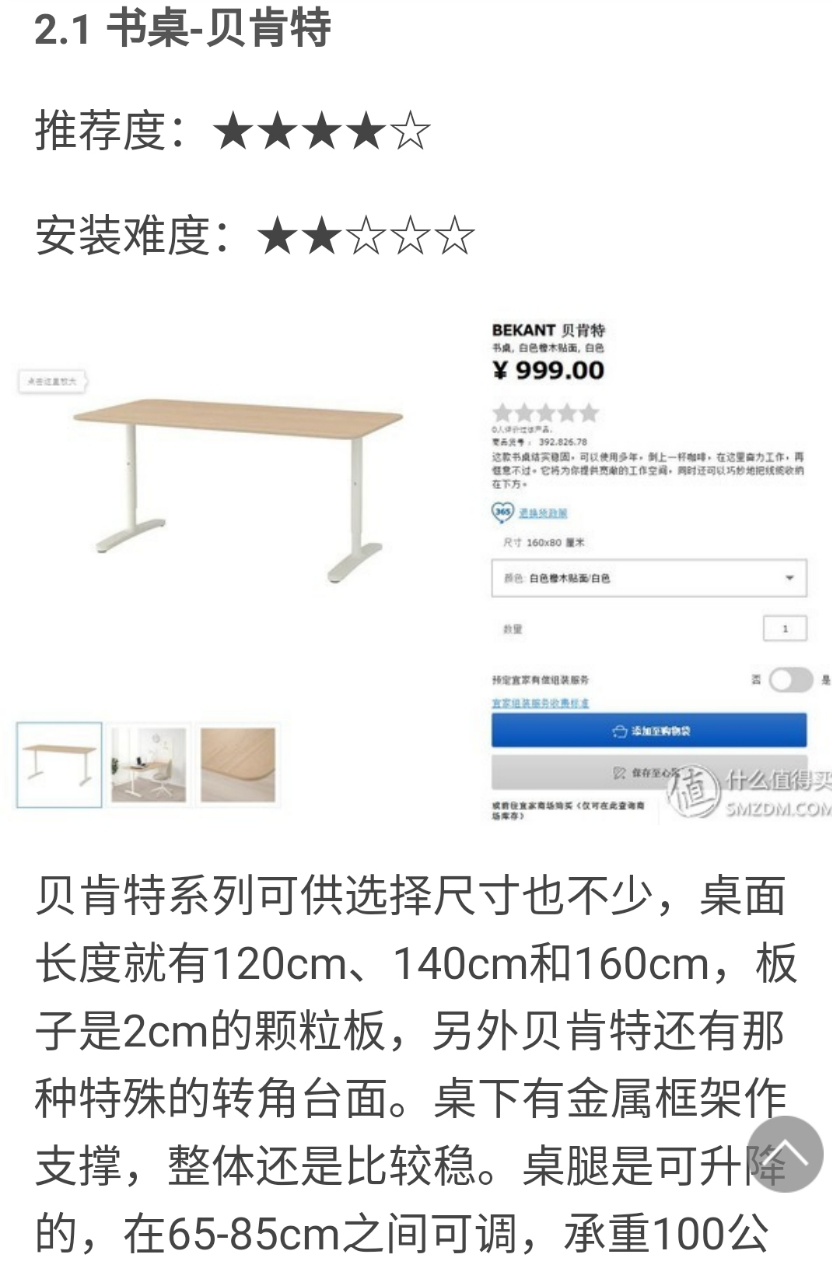 2.1 书桌-贝肯特
推荐度：★★★★☆
安装难度：★★☆☆☆
点击这里放大
BEKANT 贝肯特
书桌, 白色橡木贴面, 白色
¥ 999.00
0人评价过该产品.
商品货号： 392.826.78
这款书桌结实稳固，可以使用多年，倒上一杯咖啡，在这里奋力工作，再
惬意不过。它将为你提供宽敞的工作空间，同时还可以巧妙地把线缆收纳
在下方。
365 退换货政策
尺寸 160x80 厘米
颜色: 白色橡木贴面/白色
数量 1
预定宜家有偿组装服务 否 是
宜家组装服务收费标准
添加至购物袋
保存至心
或前往宜家商场购买（仅可在此查询商
场库存）
值 什么值得买
SMZDM.COM
贝肯特系列可供选择尺寸也不少，桌面
长度就有120cm、140cm和160cm，板
子是2cm的颗粒板，另外贝肯特还有那
种特殊的转角台面。桌下有金属框架作
支撑，整体还是比较稳。桌腿是可升降
的，在65-85cm之间可调，承重100公